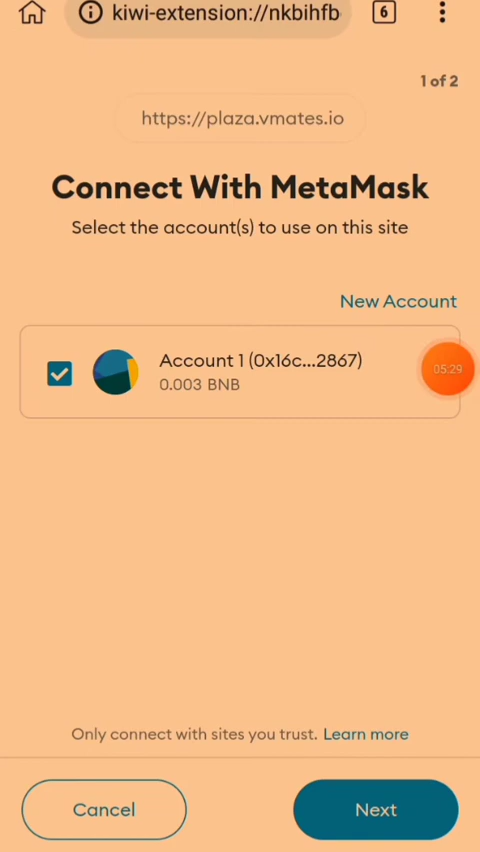 kiwi-extension://nkbihfb
6
1 of 2
https://plaza.vmates.io
Connect With MetaMask
Select the account(s) to use on this site
New Account
Account 1 (0x16c...2867)
0.003 BNB
05:29
Only connect with sites you trust. Learn more
Cancel
Next